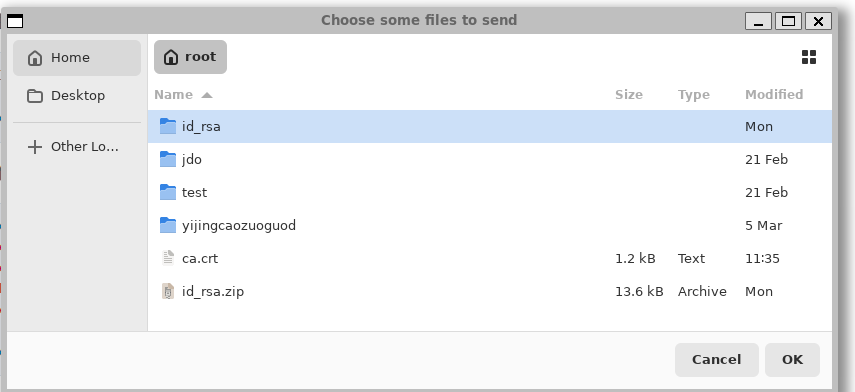 Choose some files to send
Home
Desktop
Other Lo...
root
Name Size Type Modified
id_rsa Mon
jdo 21 Feb
test 21 Feb
yijingcaozuoguod 5 Mar
ca.crt 1.2 kB Text 11:35
id_rsa.zip 13.6 kB Archive Mon
Cancel OK